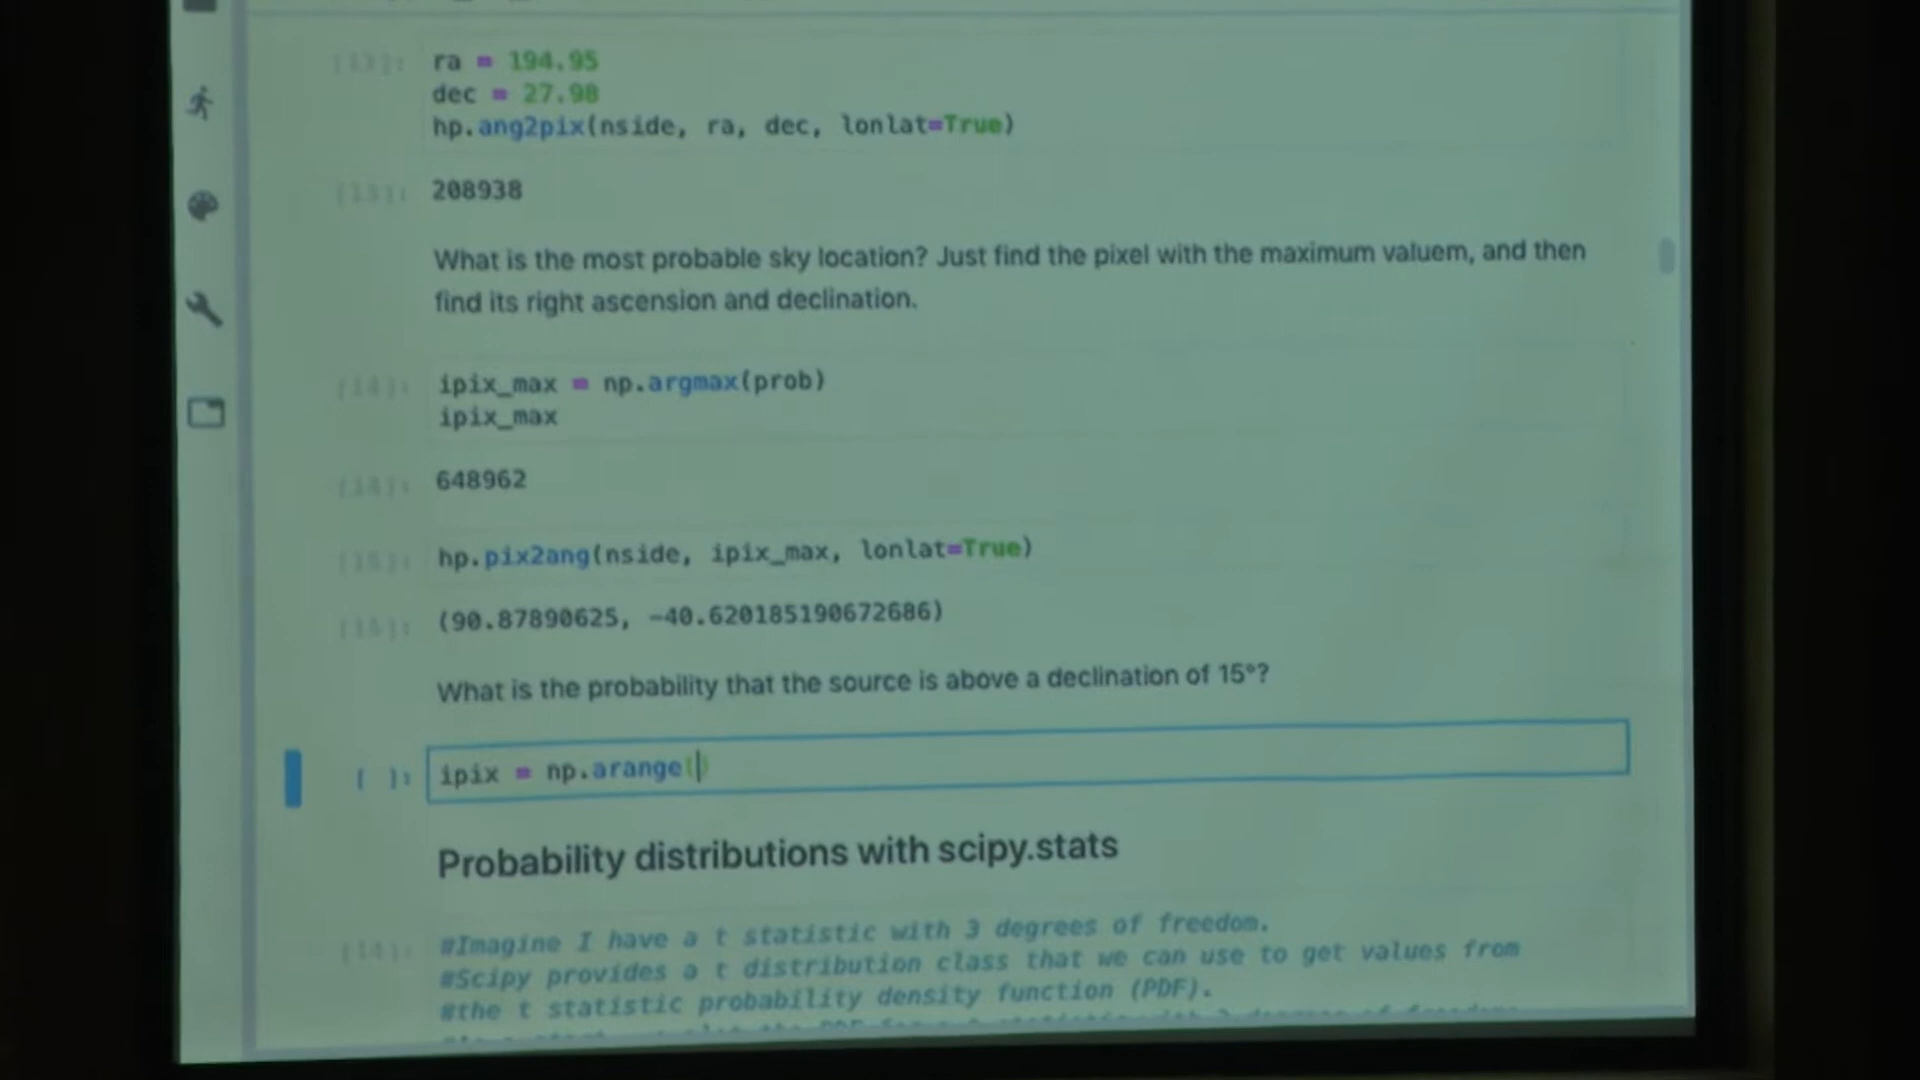 [13]: ra = 194.95
dec = 27.98
hp.ang2pix(nside, ra, dec, lonlat=True)
[13]: 208938
What is the most probable sky location? Just find the pixel with the maximum valuem, and then
find its right ascension and declination.
[14]: ipix_max = np.argmax(prob)
ipix_max
[14]: 648962
[15]: hp.pix2ang(nside, ipix_max, lonlat=True)
[15]: (90.87890625, -40.620185190672686)
What is the probability that the source is above a declination of 15°?
[ ]: ipix = np.arange()
Probability distributions with scipy.stats
[14]: #Imagine I have a t statistic with 3 degrees of freedom.
#Scipy provides a t distribution class that we can use to get values from
#the t statistic probability density function (PDF).